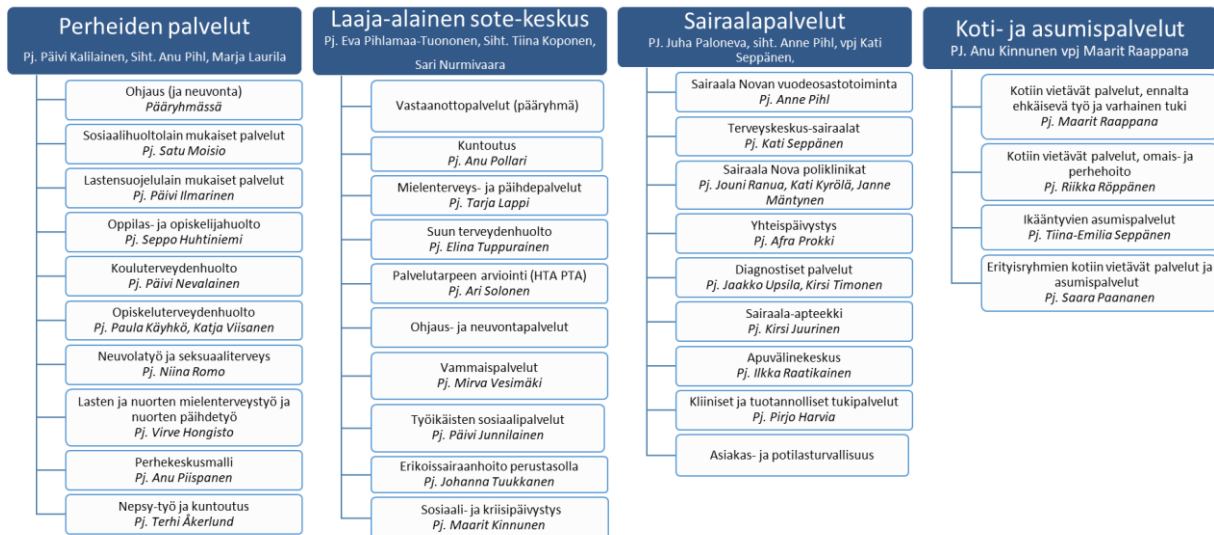 Perheiden palvelut
Pj. Päivi Kalilainen, Siht. Anu Pihl, Marja Laurila
Ohjaus (ja neuvonta)
Pääryhmässä
Sosiaalihuoltolain mukaiset palvelut
Pj. Satu Moisio
Lastensuojelulain mukaiset palvelut
Pj. Päivi Ilmarinen
Oppilas- ja opiskelijahuolto
Pj. Seppo Huhtiniemi
Kouluterveydenhuolto
Pj. Päivi Nevalainen
Opiskeluterveydenhuolto
Pj. Paula Käyhkö, Katja Viisanen
Neuvolatyö ja seksuaaliterveys
Pj. Niina Romo
Lasten ja nuorten mielenterveystyö ja
nuorten päihdetyö
Pj. Virve Hongisto
Perhekeskusmalli
Pj. Anu Piispanen
Nepsy-työ ja kuntoutus
Pj. Terhi Åkerlund
Laaja-alainen sote-keskus
Pj. Eva Pihlamaa-Tuononen, Siht. Tiina Koponen,
Sari Nurmivaara
Vastaanottopalvelut (pääryhmä)
Kuntoutus
Pj. Anu Pollari
Mielenterveys- ja päihdepalvelut
Pj. Tarja Lappi
Suun terveydenhuolto
Pj. Elina Tuppurainen
Palvelutarpeen arviointi (HTA PTA)
Pj. Ari Solonen
Ohjaus- ja neuvontapalvelut
Vammaispalvelut
Pj. Mirva Vesimäki
Työikäisten sosiaalipalvelut
Pj. Päivi Junnilainen
Erikoissairaanhoito perustasolla
Pj. Johanna Tuukkanen
Sosiaali- ja kriisipäivystys
Pj. Maarit Kinnunen
Sairaalapalvelut
PJ. Juha Paloneva, siht. Anne Pihl, vpj Kati
Seppänen,
Sairaala Novan vuodeosastotoiminta
Pj. Anne Pihl
Terveyskeskus-sairaalat
Pj. Kati Seppänen
Sairaala Nova poliklinikat
Pj. Jouni Ranua, Kati Kyrölä, Janne
Mäntynen
Yhteispäivystys
Pj. Afra Prokki
Diagnostiset palvelut
Pj. Jaakko Upsila, Kirsi Timonen
Sairaala-apteekki
Pj. Kirsi Juurinen
Apuvälinekeskus
Pj. Ilkka Raatikainen
Kliiniset ja tuotannolliset tukipalvelut
Pj. Pirjo Harvia
Asiakas- ja potilasturvallisuus
Koti- ja asumispalvelut
PJ. Anu Kinnunen vpj Maarit Raappana
Kotiin vietävät palvelut, ennalta
ehkäisevä työ ja varhainen tuki
Pj. Maarit Raappana
Kotiin vietävät palvelut, omais- ja
perhehoito
Pj. Riikka Röppänen
Ikääntyvien asumispalvelut
Pj. Tiina-Emilia Seppänen
Erityisryhmien kotiin vietävät palvelut ja
asumispalvelut
Pj. Saara Paananen